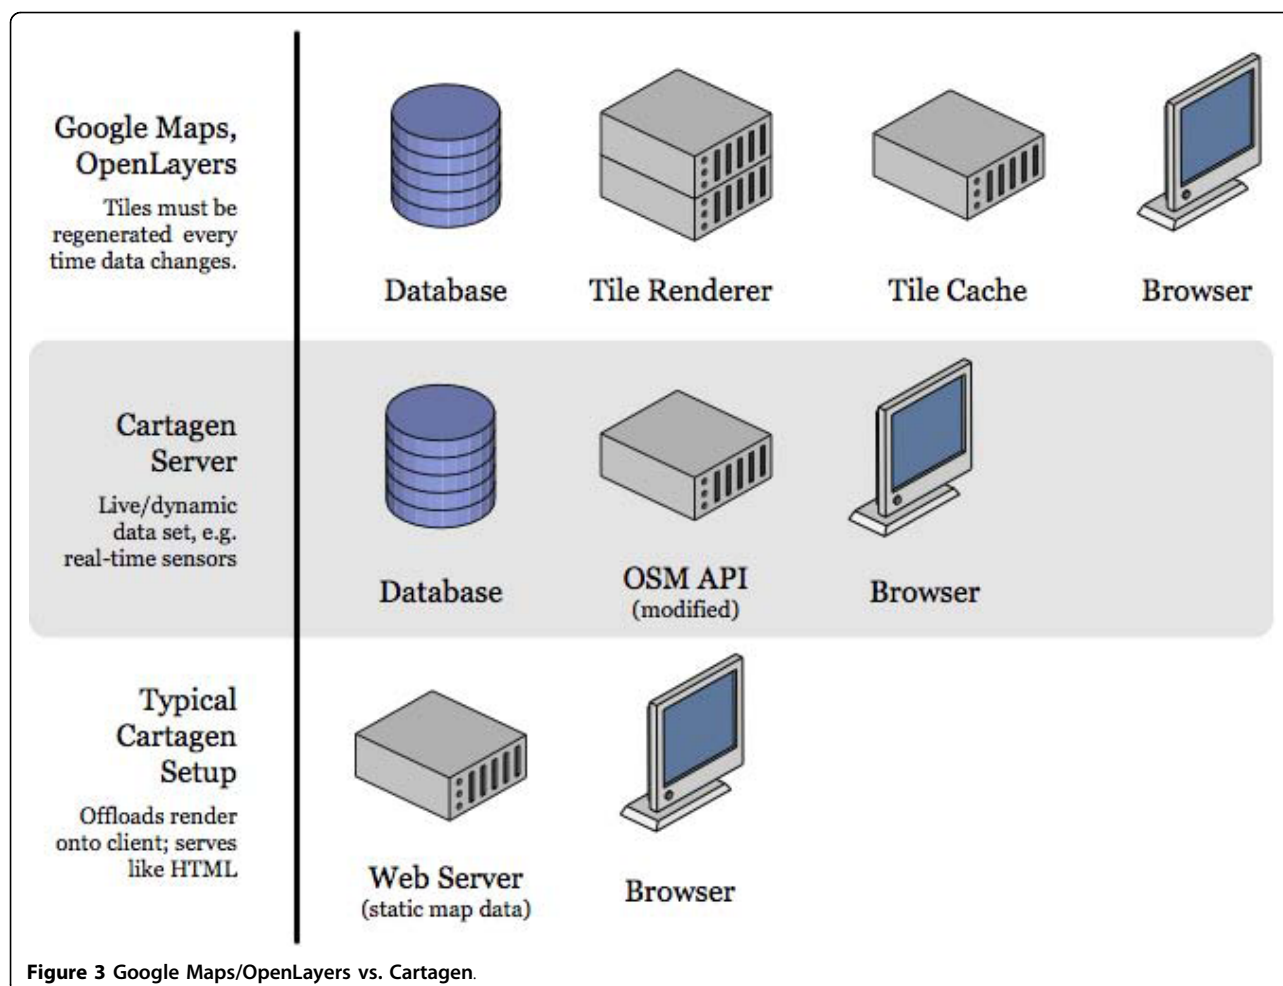 Google Maps,
OpenLayers
Tiles must be
regenerated every
time data changes.
Database
Tile Renderer
Tile Cache
Browser
Cartagen
Server
Live/dynamic
data set, e.g.
real-time sensors
Database
OSM API
(modified)
Browser
Typical
Cartagen
Setup
Offloads render
onto client; serves
like HTML
Web Server
(static map data)
Browser
Figure 3 Google Maps/OpenLayers vs. Cartagen.